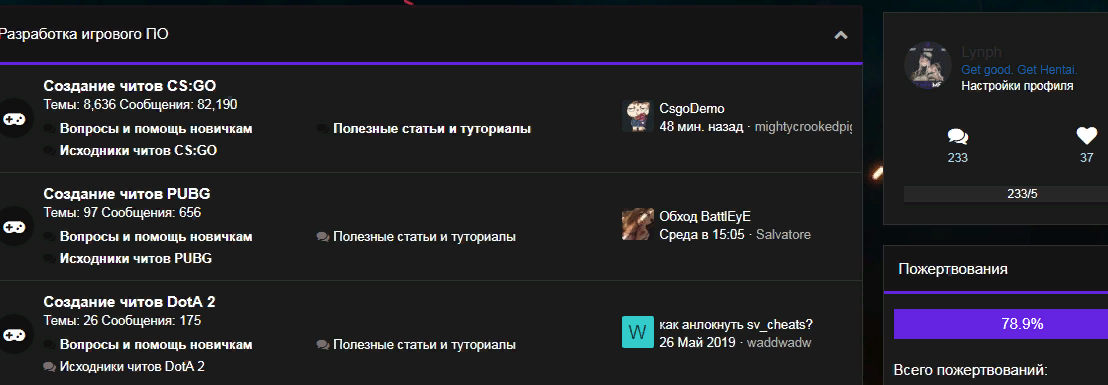 Разработка игрового ПО
Создание читов CS:GO
Темы: 8,636 Сообщения: 82,190
Вопросы и помощь новичкам
Полезные статьи и туториалы
Исходники читов CS:GO
CsgoDemo
48 мин. назад · mightycrookedpig
Создание читов PUBG
Темы: 97 Сообщения: 656
Вопросы и помощь новичкам
Полезные статьи и туториалы
Исходники читов PUBG
Обход BattlEyE
Среда в 15:05 · Salvatore
Создание читов DotA 2
Темы: 26 Сообщения: 175
Вопросы и помощь новичкам
Полезные статьи и туториалы
Исходники читов DotA 2
W
как анлокнуть sv_cheats?
26 Май 2019 · waddwadw
Lynph
Get good. Get Hentai.
Настройки профиля
233
37
233/5
Пожертвования
78.9%
Всего пожертвований: